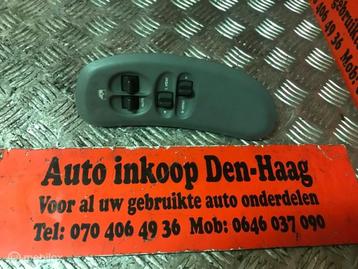 Auto inkoop Den-Haag
Voor al uw gebruikte auto onderdelen
Tel: 070 406 49 36 Mob: 0646 037 090